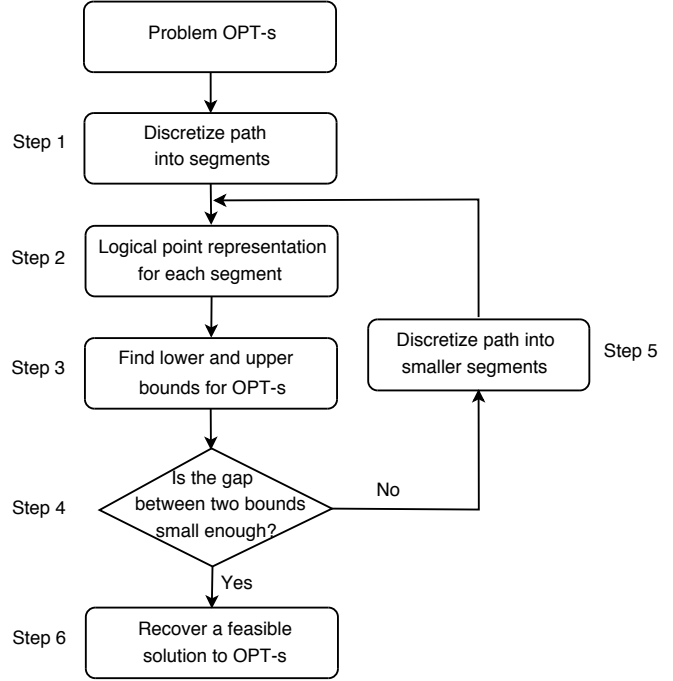 Problem OPT-s
Step 1
Discretize path
into segments
Step 2
Logical point representation
for each segment
Step 3
Find lower and upper
bounds for OPT-s
Discretize path into
smaller segments
Step 5
Step 4
Is the gap
between two bounds
small enough?
No
Yes
Step 6
Recover a feasible
solution to OPT-s